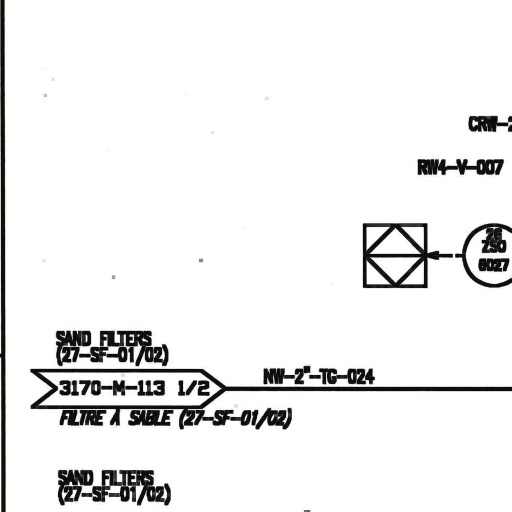 CRW-2
RW4-V-007
26
ZSO
6027
SAND FILTERS
(27-SF-01/02)
NW-2"-TG-024
3170-M-113 1/2
FILTRE À SABLE (27-SF-01/02)
SAND FILTERS
(27-SF-01/02)